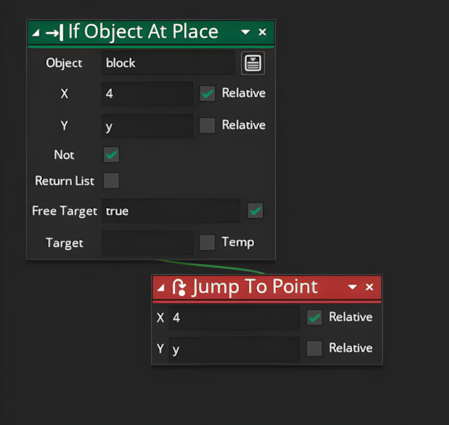 If Object At Place
Object block
X 4 Relative
Y y Relative
Not
Return List
Free Target true
Target Temp
Jump To Point
X 4 Relative
Y y Relative